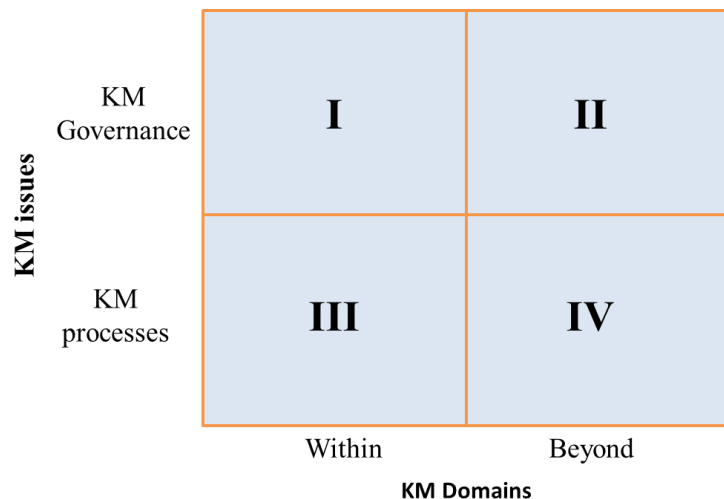 KM issues
KM
Governance
I
II
KM
processes
III
IV
Within
Beyond
KM Domains